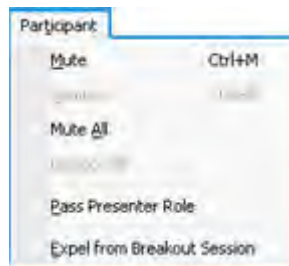 Participant
Mute Ctrl+M
Mute All
Pass Presenter Role
Expel from Breakout Session